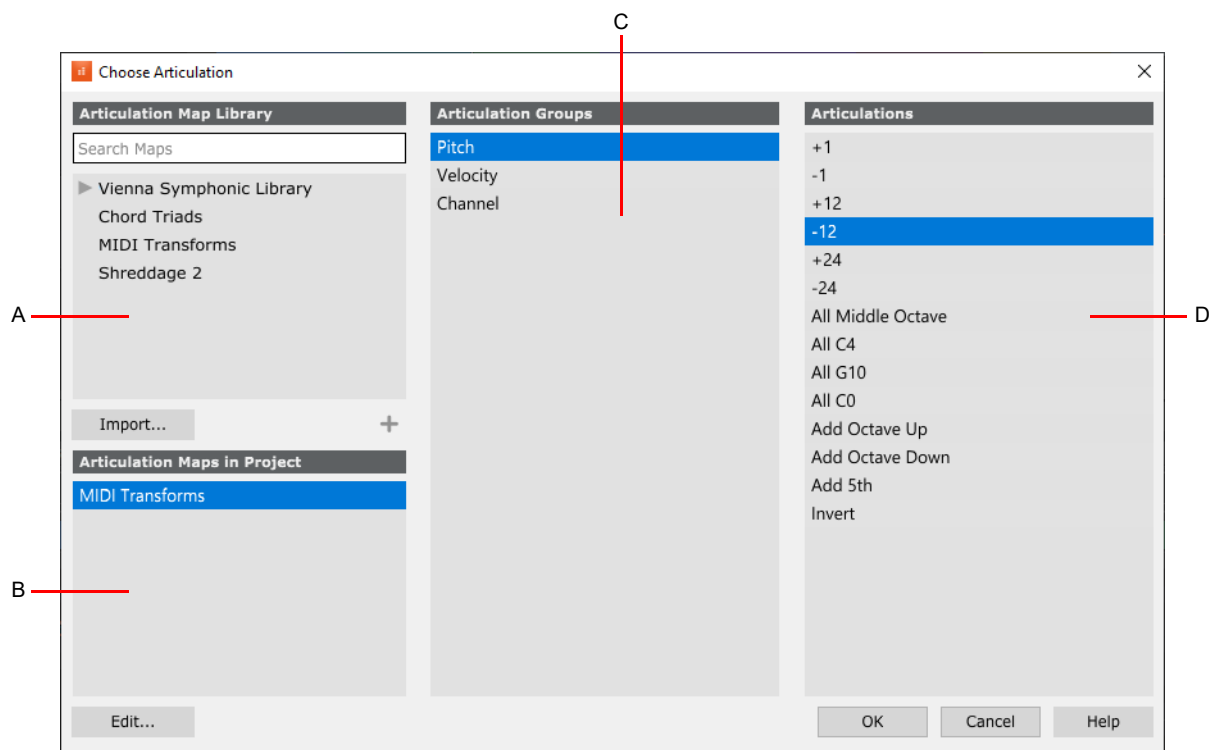 C
Choose Articulation
Articulation Map Library
Search Maps
Vienna Symphonic Library
Chord Triads
MIDI Transforms
Shreddage 2
A
Import...
Articulation Maps in Project
MIDI Transforms
B
Edit...
Articulation Groups
Pitch
Velocity
Channel
Articulations
+1
-1
+12
-12
+24
-24
All Middle Octave
D
All C4
All G10
All C0
Add Octave Up
Add Octave Down
Add 5th
Invert
OK
Cancel
Help